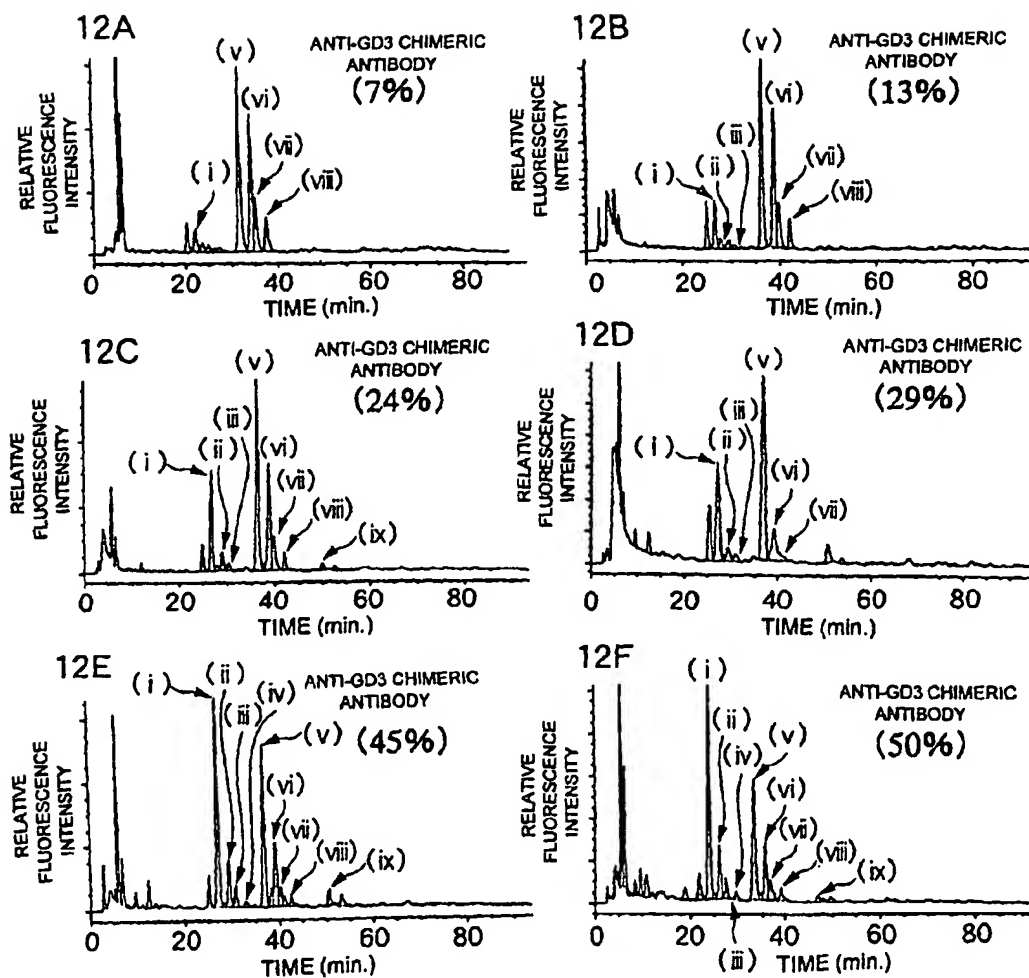 12A
ANTI-GD3 CHIMERIC
ANTIBODY
(7%)
(i)
(v)
(vi)
(vii)
(viii)
RELATIVE
FLUORESCENCE
INTENSITY
0 20 40 60 80
TIME (min.)
12B
ANTI-GD3 CHIMERIC
ANTIBODY
(13%)
(i)
(ii)
(iii)
(v)
(vi)
(vii)
(viii)
RELATIVE
FLUORESCENCE
INTENSITY
0 20 40 60 80
TIME (min.)
12C
ANTI-GD3 CHIMERIC
ANTIBODY
(24%)
(i)
(ii)
(iii)
(v)
(vi)
(vii)
(viii)
(ix)
RELATIVE
FLUORESCENCE
INTENSITY
0 20 40 60 80
TIME (min.)
12D
ANTI-GD3 CHIMERIC
ANTIBODY
(29%)
(i)
(ii)
(iii)
(v)
(vi)
(vii)
RELATIVE
FLUORESCENCE
INTENSITY
0 20 40 60 80
TIME (min.)
12E
ANTI-GD3 CHIMERIC
ANTIBODY
(45%)
(i)
(ii)
(iii)
(iv)
(v)
(vi)
(vii)
(viii)
(ix)
RELATIVE
FLUORESCENCE
INTENSITY
0 20 40 60 80
TIME (min.)
12F
ANTI-GD3 CHIMERIC
ANTIBODY
(50%)
(i)
(ii)
(iv)
(v)
(vi)
(vii)
(viii)
(ix)
RELATIVE
FLUORESCENCE
INTENSITY
0 20 40 60 80
(iii)
TIME (min.)